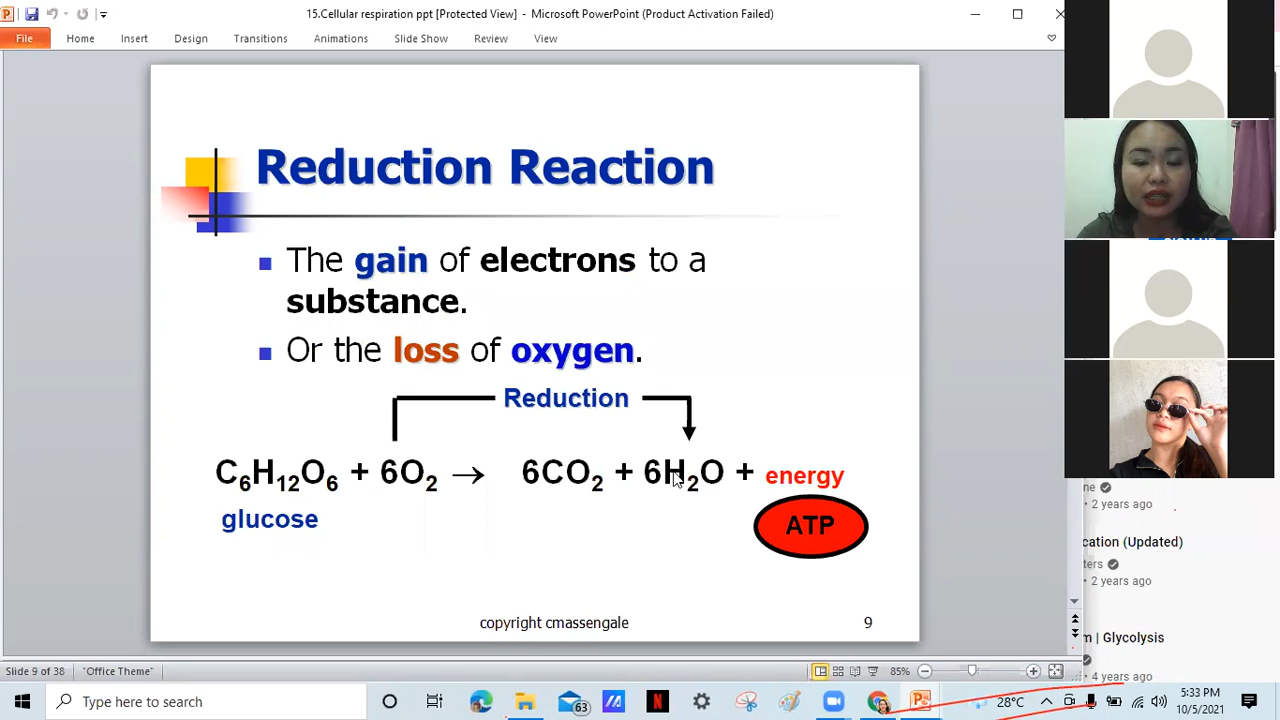 15.Cellular respiration ppt [Protected View] - Microsoft PowerPoint (Product Activation Failed)
File Home Insert Design Transitions Animations Slide Show Review View
Reduction Reaction
The gain of electrons to a
substance.
Or the loss of oxygen.
Reduction
C6H12O6 + 6O2 → 6CO2 + 6H2O + energy
glucose
ATP
copyright cmassengale
9
ne
2 years ago
cation (Updated)
ters
2 years ago
m | Glycolysis
4 years ago
Slide 9 of 38 "Office Theme" 85%
Type here to search 63 28°C 5:33 PM
10/5/2021